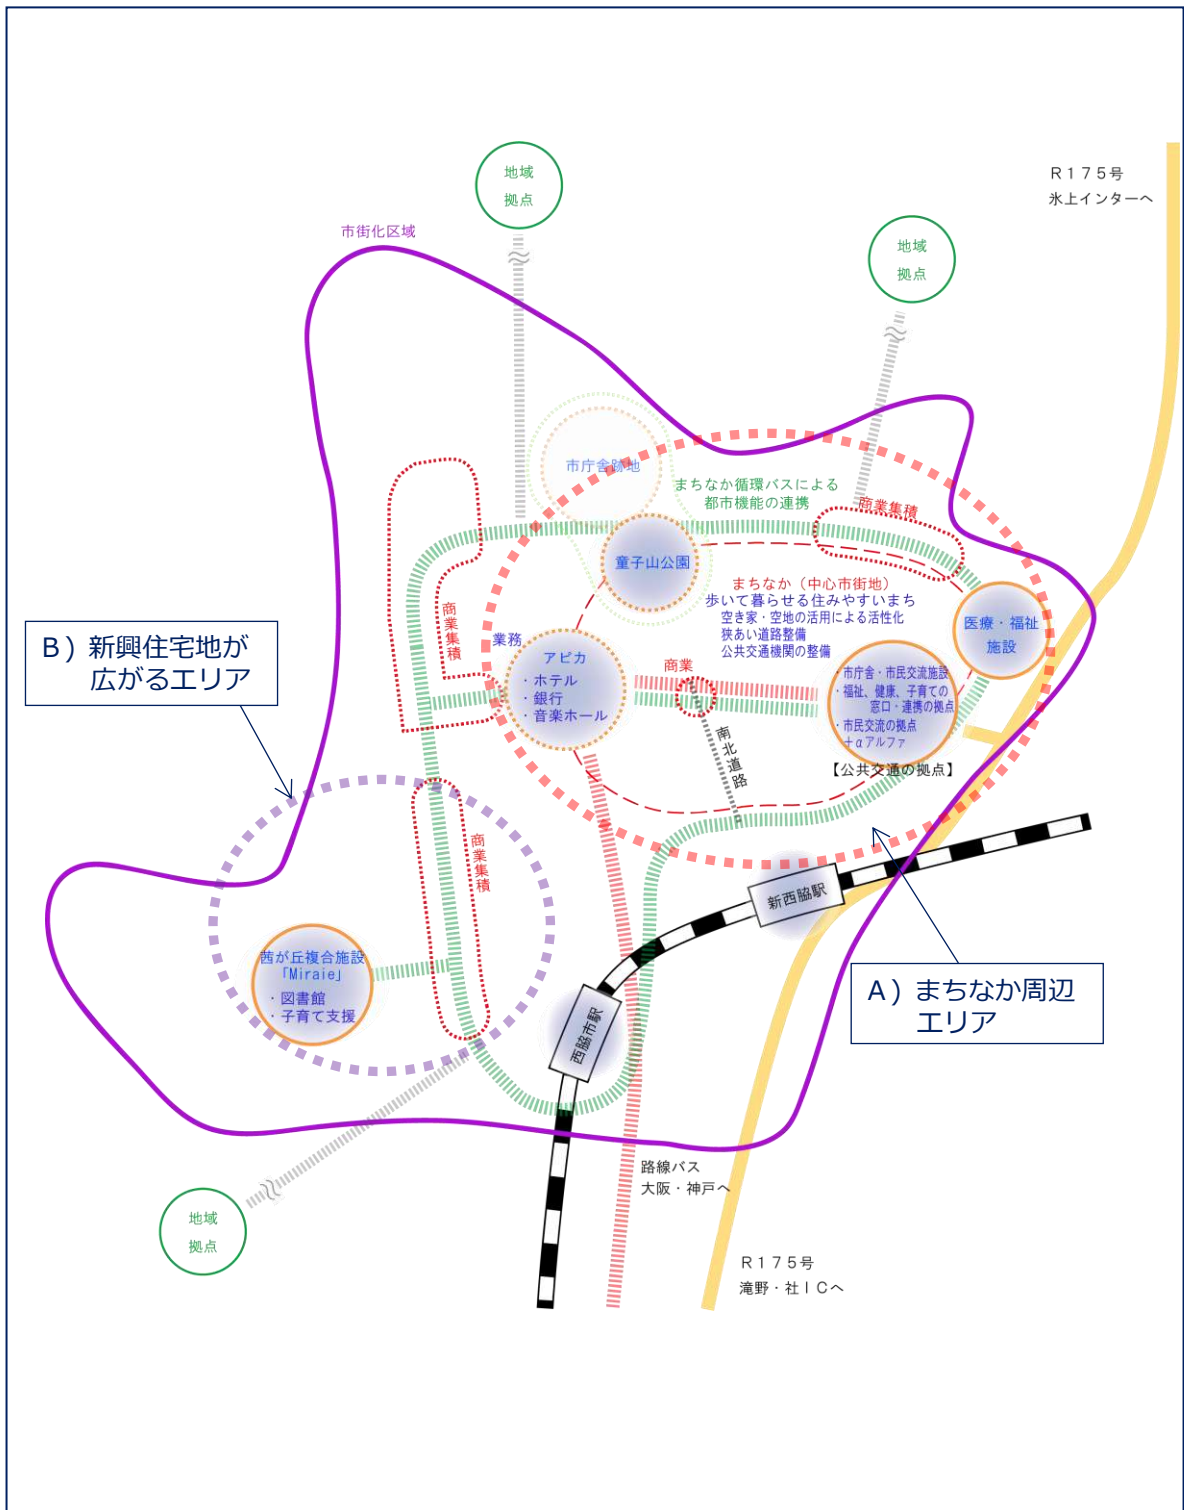 地域
拠点
R175号
氷上インターへ
市街化区域
地域
拠点
市庁舎跡地
まちなか循環バスによる
都市機能の連携
商業集積
童子山公園
まちなか（中心市街地）
歩いて暮らせる住みやすいまち
空き家・空地の活用による活性化
狭あい道路整備
公共交通機関の整備
医療・福祉
施設
商業集積
業務
B）新興住宅地が
広がるエリア
アピカ
・ホテル
・銀行
・音楽ホール
商業
・市庁舎・市民交流施設
・福祉、健康、子育ての
窓口・連携の拠点
・市民交流の拠点
＋αアルファ
【公共交通の拠点】
南北道路
商業集積
新西脇駅
茜が丘複合施設
「Miraie」
・図書館
・子育て支援
A）まちなか周辺
エリア
西脇市駅
路線バス
大阪・神戸へ
地域
拠点
R175号
滝野・社ICへ